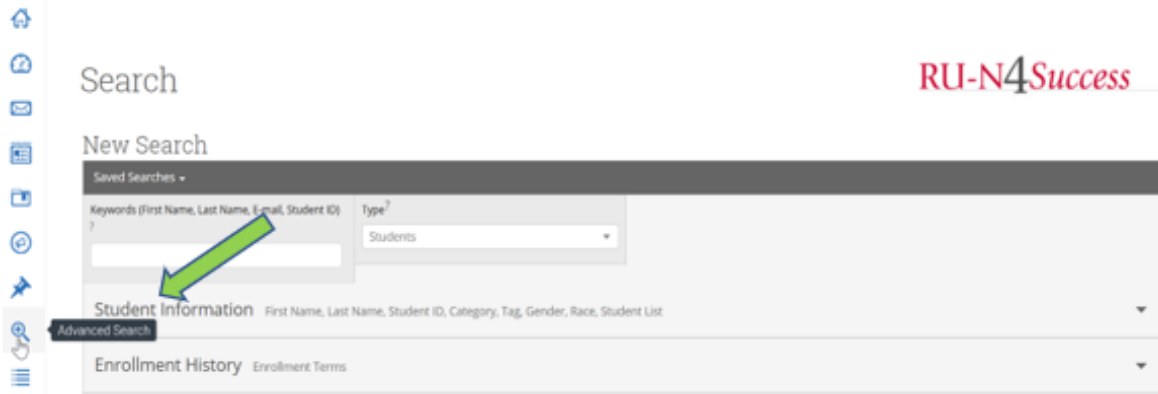 Search
RU-N4Success
New Search
Saved Searches
Keywords (First Name, Last Name, E-mail, Student ID)
?
Type?
Students
Student Information First Name, Last Name, Student ID, Category, Tag, Gender, Race, Student List
Advanced Search
Enrollment History Enrollment Terms